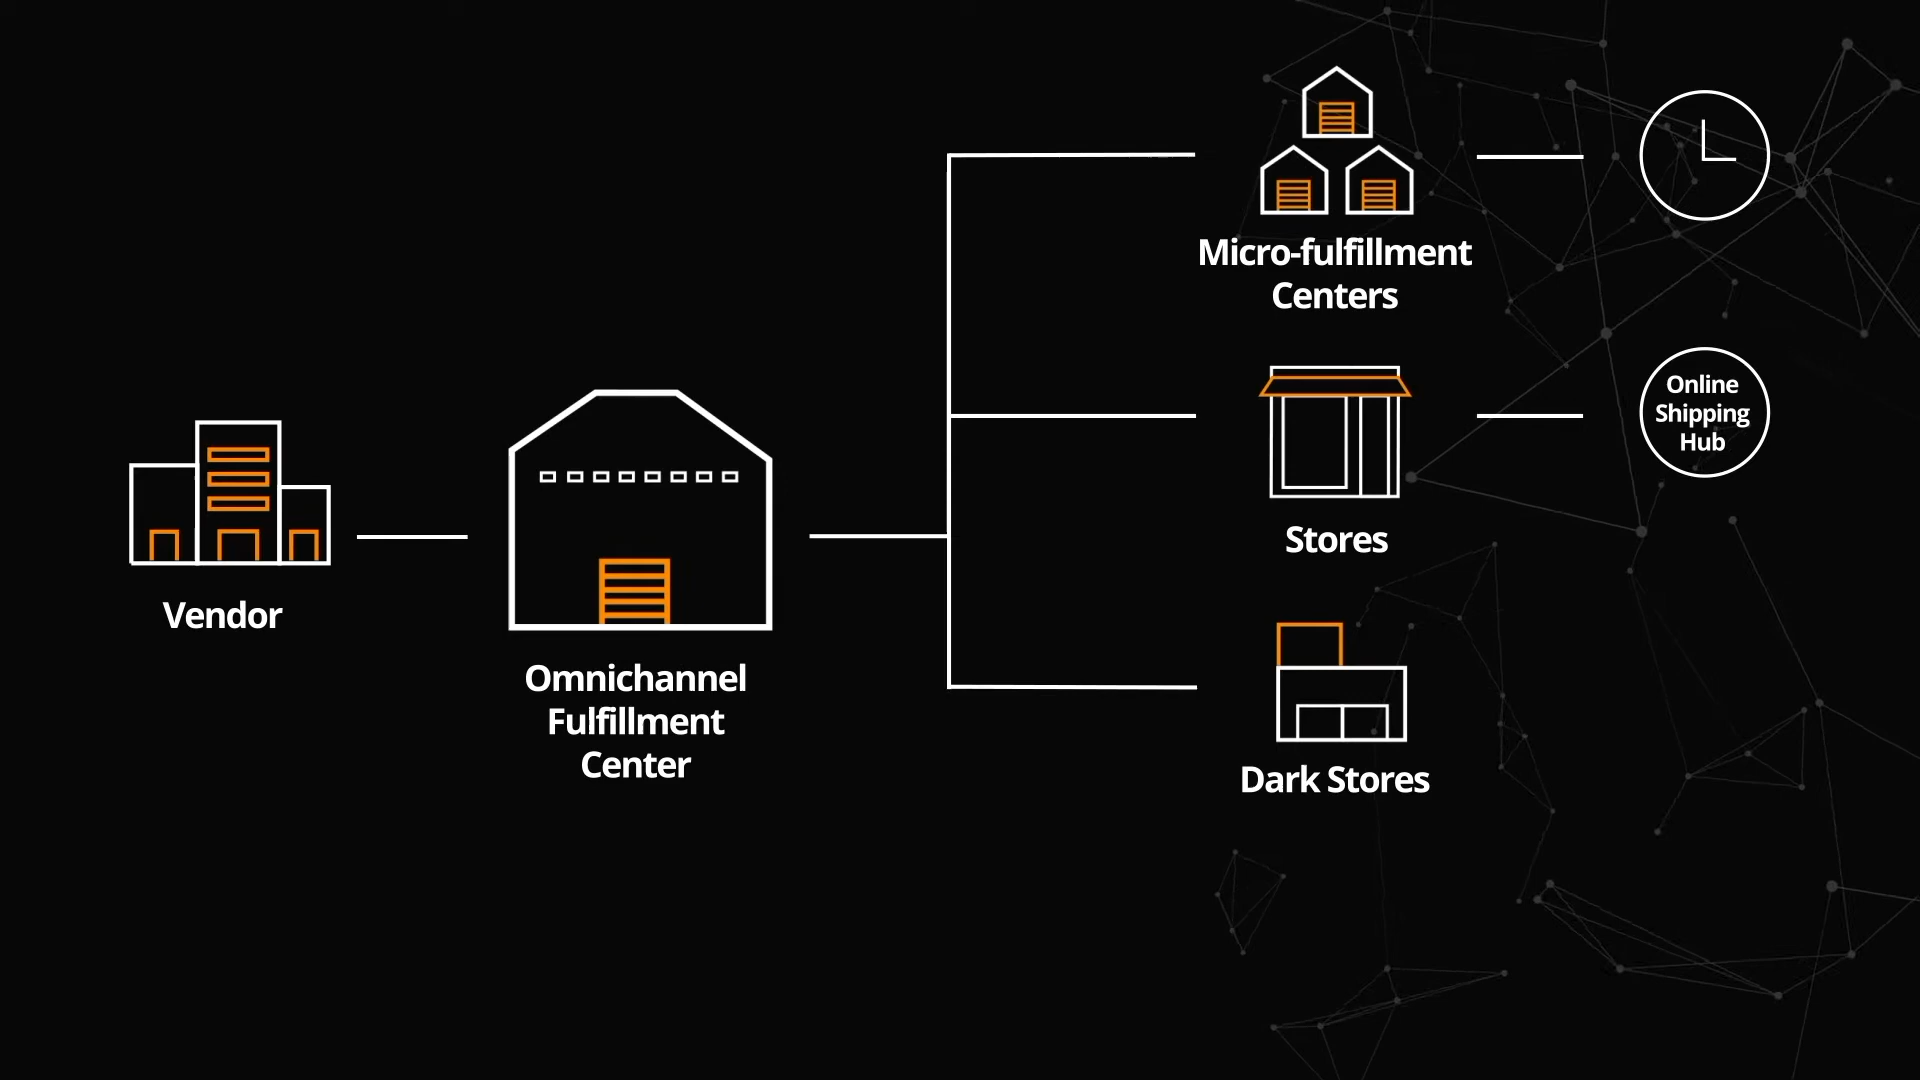 Micro-fulfillment
Centers
Online
Shipping
Hub
Stores
Vendor
Omnichannel
Fulfillment
Center
Dark Stores